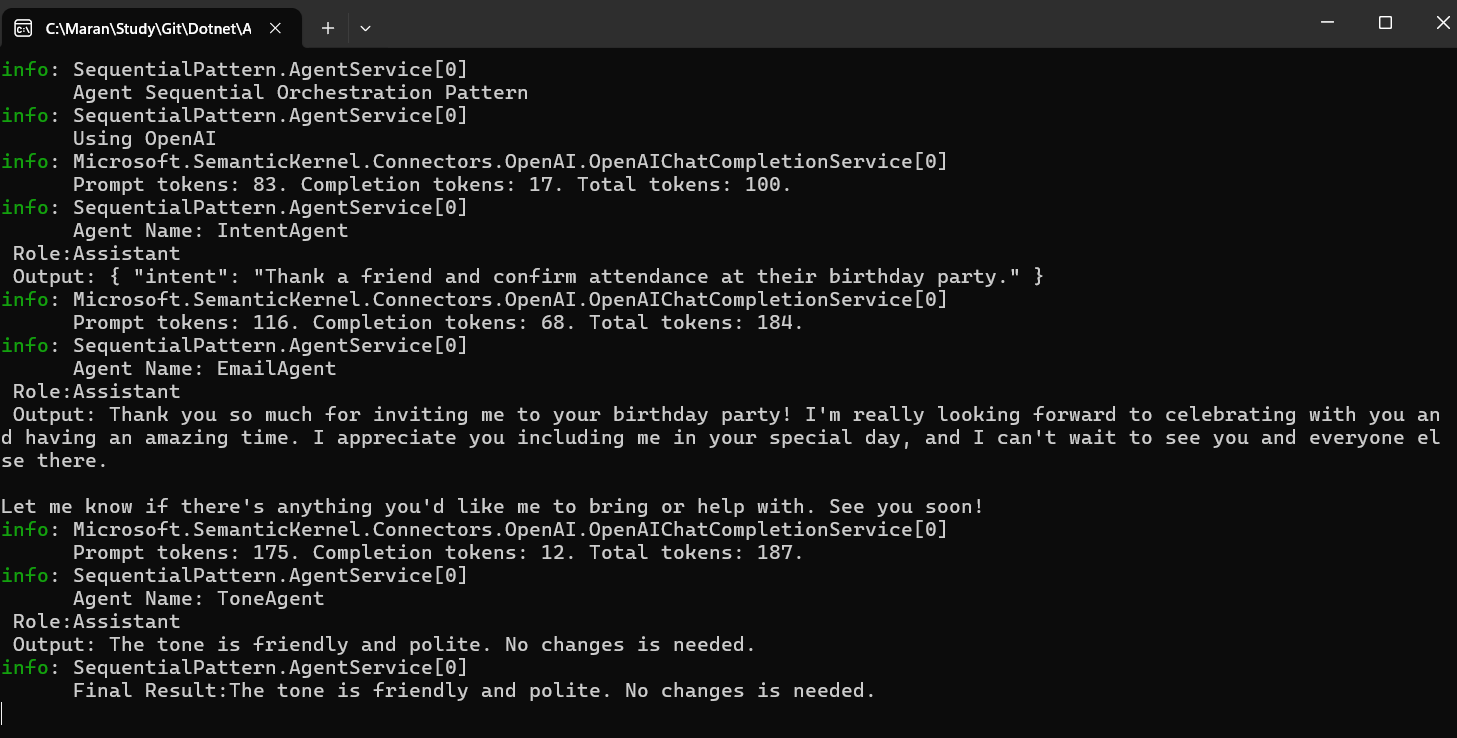 C:\Maran\Study\Git\Dotnet\A
info: SequentialPattern.AgentService[0]
Agent Sequential Orchestration Pattern
info: SequentialPattern.AgentService[0]
Using OpenAI
info: Microsoft.SemanticKernel.Connectors.OpenAI.OpenAIChatCompletionService[0]
Prompt tokens: 83. Completion tokens: 17. Total tokens: 100.
info: SequentialPattern.AgentService[0]
Agent Name: IntentAgent
Role:Assistant
Output: { "intent": "Thank a friend and confirm attendance at their birthday party." }
info: Microsoft.SemanticKernel.Connectors.OpenAI.OpenAIChatCompletionService[0]
Prompt tokens: 116. Completion tokens: 68. Total tokens: 184.
info: SequentialPattern.AgentService[0]
Agent Name: EmailAgent
Role:Assistant
Output: Thank you so much for inviting me to your birthday party! I'm really looking forward to celebrating with you an
d having an amazing time. I appreciate you including me in your special day, and I can't wait to see you and everyone el
se there.
Let me know if there's anything you'd like me to bring or help with. See you soon!
info: Microsoft.SemanticKernel.Connectors.OpenAI.OpenAIChatCompletionService[0]
Prompt tokens: 175. Completion tokens: 12. Total tokens: 187.
info: SequentialPattern.AgentService[0]
Agent Name: ToneAgent
Role:Assistant
Output: The tone is friendly and polite. No changes is needed.
info: SequentialPattern.AgentService[0]
Final Result:The tone is friendly and polite. No changes is needed.